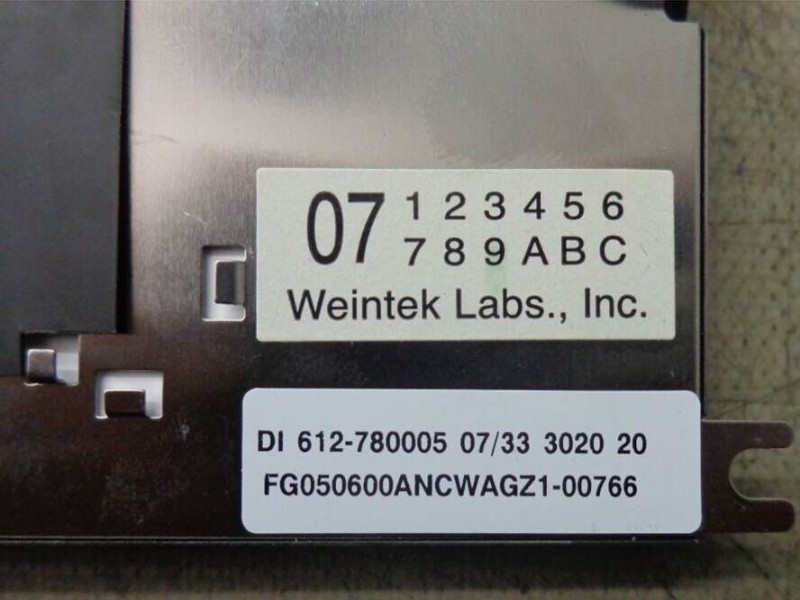 07 1 2 3 4 5 6
7 8 9 A B C
Weintek Labs., Inc.
DI 612-780005 07/33 3020 20
FG050600ANCWAGZ1-00766